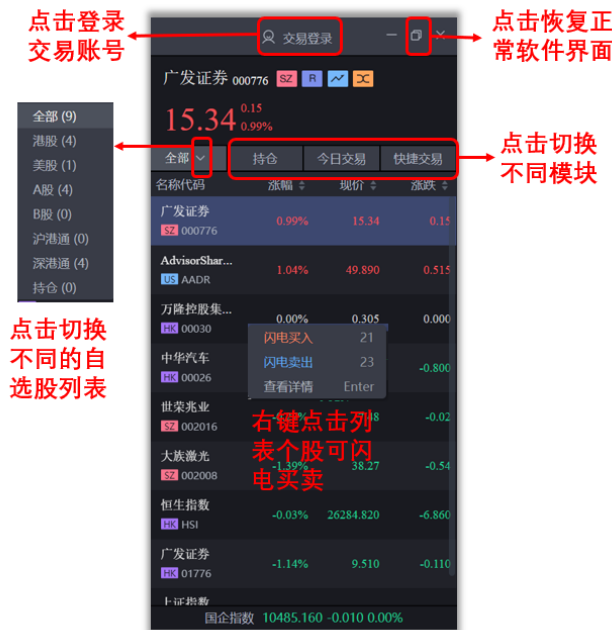 点击登录
交易账号
交易登录
点击恢复正
常软件界面
广发证券 000776 SZ R
15.34
0.15
0.99%
全部
持仓
今日交易
快捷交易
点击切换
不同模块
全部 (9)
港股 (4)
美股 (1)
A股 (4)
B股 (0)
沪港通 (0)
深港通 (4)
持仓 (0)
点击切换
不同的自
选股列表
名称代码 涨幅 现价 涨跌
广发证券
SZ 000776
0.99% 15.34 0.15
AdvisorShar...
US AADR
1.04% 49.890 0.515
万隆控股集...
HK 00030
0.00% 0.305 0.000
闪电买入 21
闪电卖出 23
查看详情 Enter
中华汽车
HK 00026
-0.800
世荣兆业
SZ 002016
-0.02
右键点击列
表个股可闪
电买卖
大族激光
SZ 002008
-1.39% 38.27 -0.54
恒生指数
HK HSI
-0.03% 26284.820 -6.860
广发证券
HK 01776
-1.14% 9.510 -0.110
上证指数
国企指数 10485.160 -0.010 0.00%